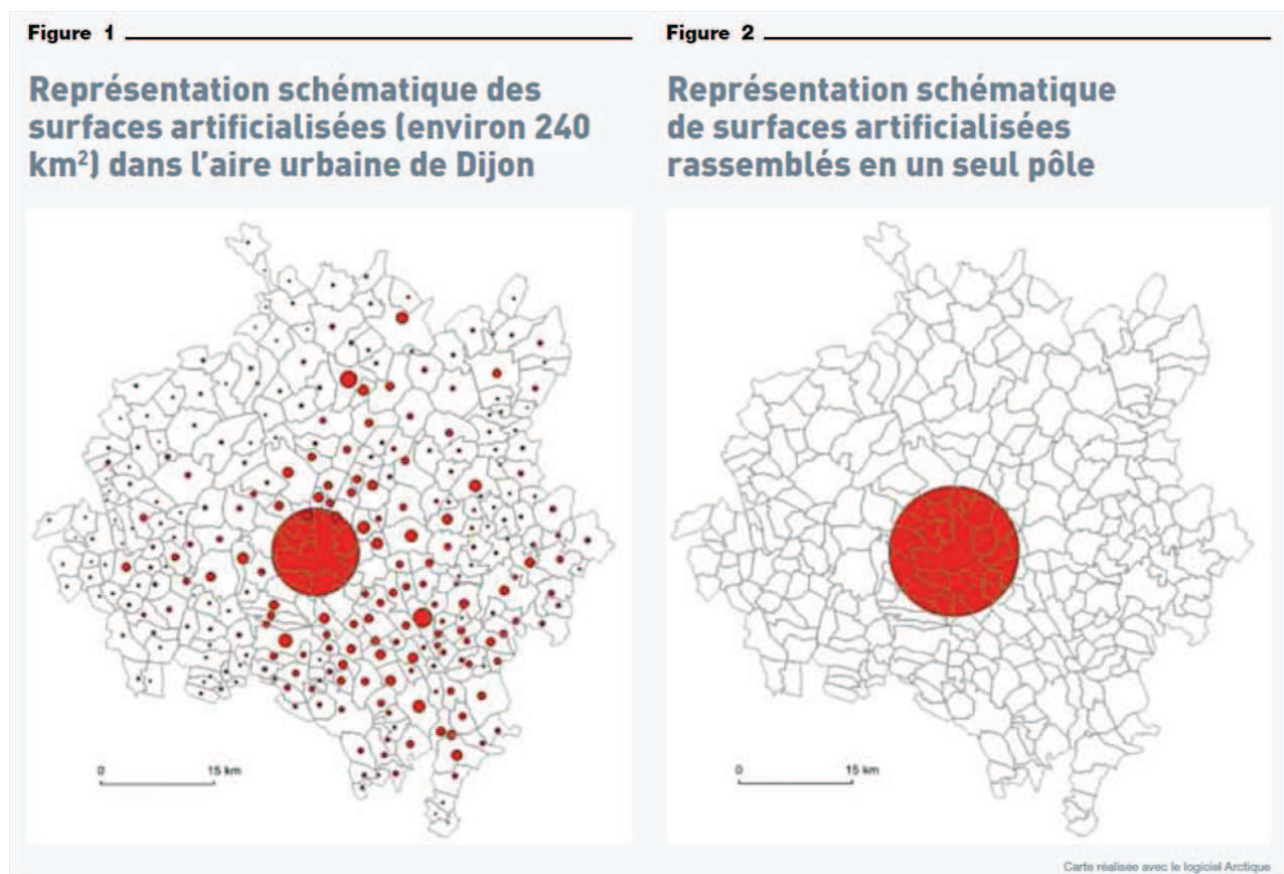 Figure 1
Représentation schématique des
surfaces artificialisées (environ 240
km²) dans l'aire urbaine de Dijon
0 15 km
Figure 2
Représentation schématique
de surfaces artificialisées
rassemblés en un seul pôle
0 15 km
Carte réalisée avec le logiciel Arctique